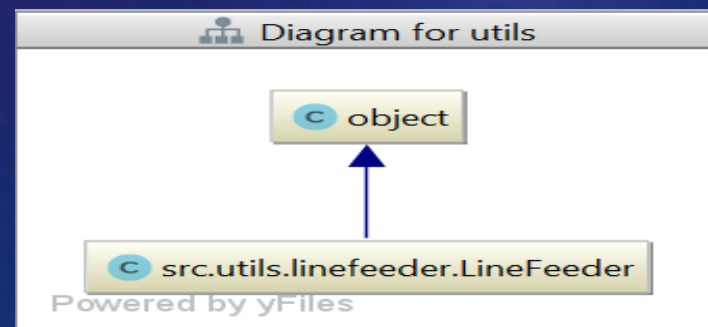 Diagram for utils
C object
C src.utils.linefeeder.LineFeeder
Powered by yFiles